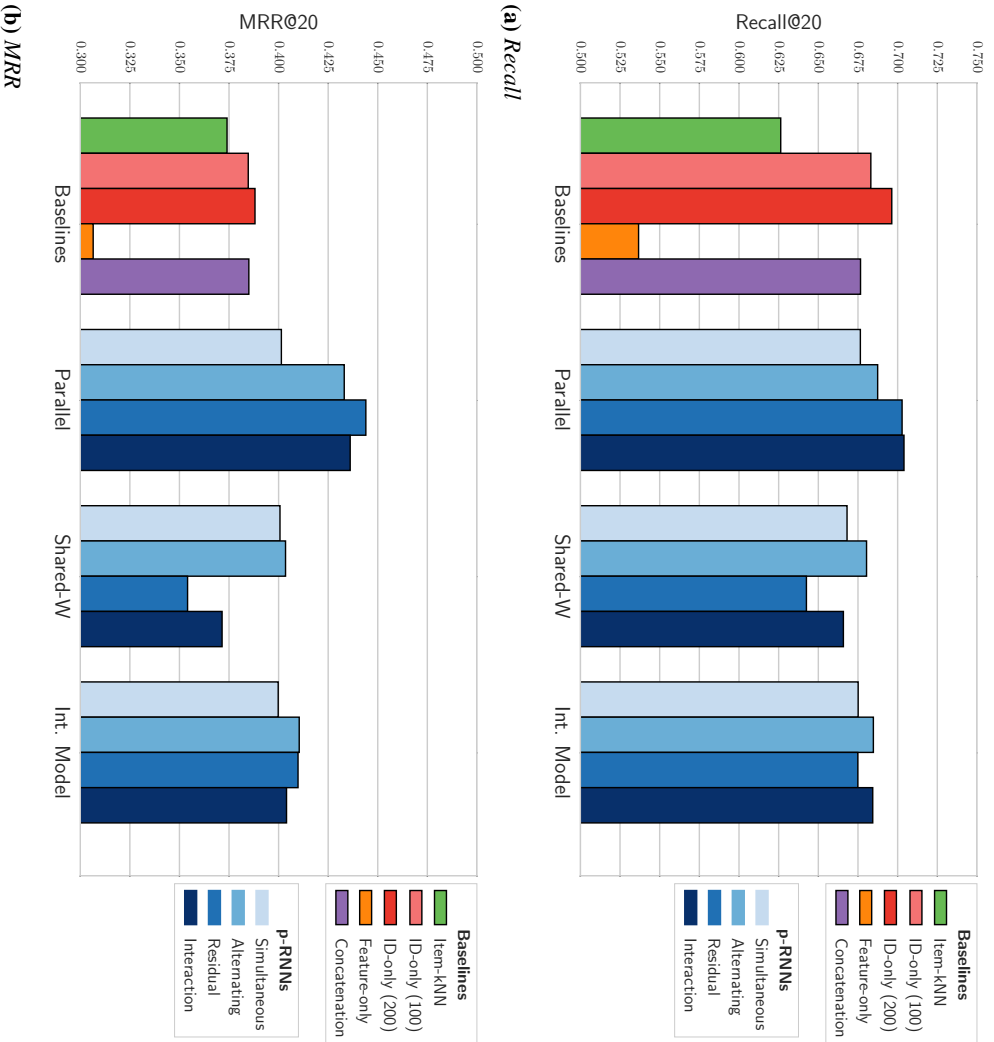 Recall@20
0.750
0.725
0.700
0.675
0.650
0.625
0.600
0.575
0.550
0.525
0.500
Baselines
Parallel
Shared-W
Int. Model
Baselines
Item-kNN
ID-only (100)
ID-only (200)
Feature-only
Concatenation
p-RNNs
Simultaneous
Alternating
Residual
Interaction
(a) Recall
MRR@20
0.500
0.475
0.450
0.425
0.400
0.375
0.350
0.325
0.300
Baselines
Parallel
Shared-W
Int. Model
Baselines
Item-kNN
ID-only (100)
ID-only (200)
Feature-only
Concatenation
p-RNNs
Simultaneous
Alternating
Residual
Interaction
(b) MRR